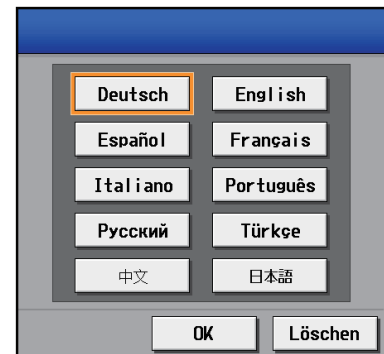 Deutsch English
Español Français
Italiano Português
Русский Türkçe
中文 日本語
OK Löschen